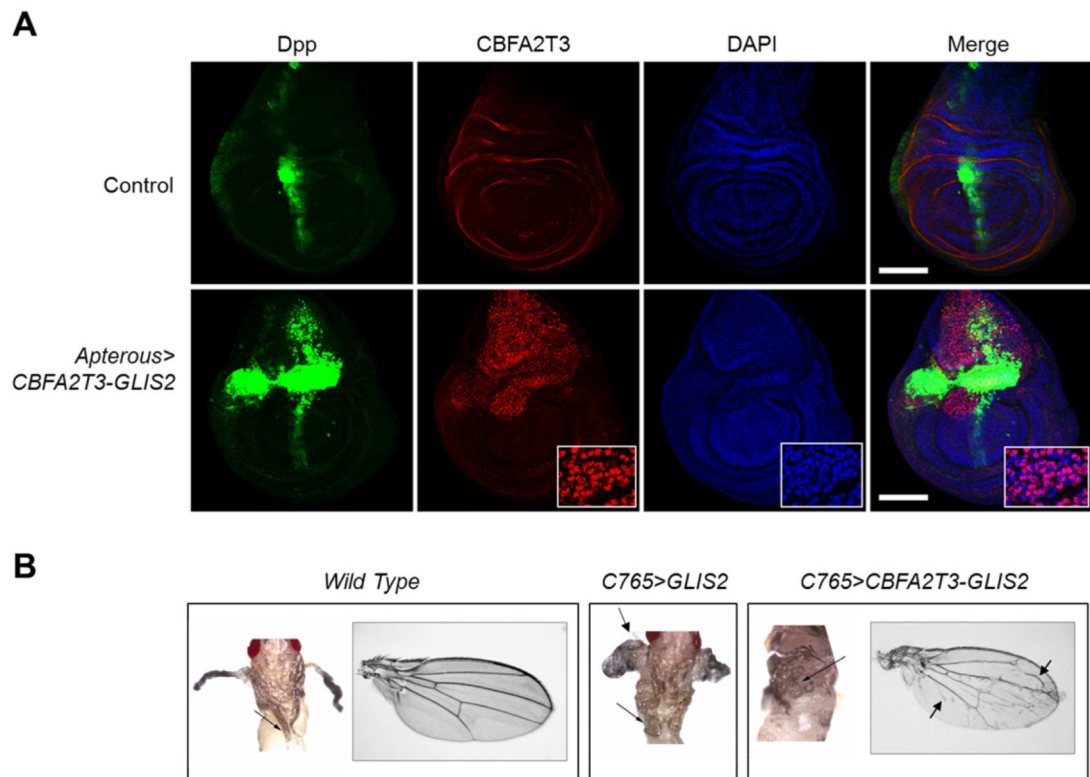 A
Dpp CBFA2T3 DAPI Merge
Control
Apterous>
CBFA2T3-GLIS2
B
Wild Type C765>GLIS2 C765>CBFA2T3-GLIS2